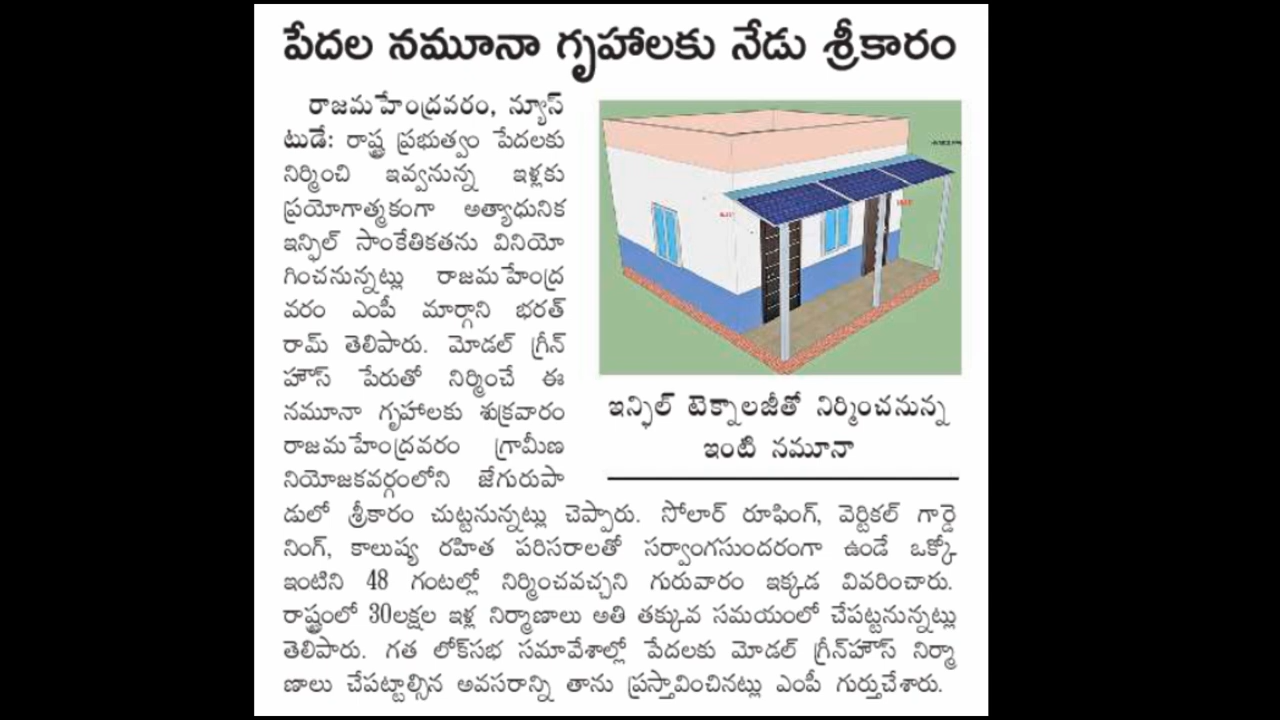 పేదల నమూనా గృహాలకు నేడు శ్రీకారం
రాజమహేంద్రవరం, న్యూస్
టుడే: రాష్ట్ర ప్రభుత్వం పేదలకు
నిర్మించి ఇవ్వనున్న ఇళ్లకు
ప్రయోగాత్మకంగా అత్యాధునిక
ఇన్ఫిల్ సాంకేతికతను వినియో
గించనున్నట్లు రాజమహేంద్ర
వరం ఎంపీ మార్గాని భరత్
రామ్ తెలిపారు. మోడల్ గ్రీన్
హౌస్ పేరుతో నిర్మించే ఈ
నమూనా గృహాలకు శుక్రవారం
రాజమహేంద్రవరం గ్రామీణ
నియోజకవర్గంలోని జేగురుపా
డులో శ్రీకారం చుట్టనున్నట్లు చెప్పారు. సోలార్ రూఫింగ్, వెర్టికల్ గార్డె
నింగ్, కాలుష్య రహిత పరిసరాలతో సర్వాంగసుందరంగా ఉండే ఒక్కో
ఇంటిని 48 గంటల్లో నిర్మించవచ్చని గురువారం ఇక్కడ వివరించారు.
రాష్ట్రంలో 30లక్షల ఇళ్ల నిర్మాణాలు అతి తక్కువ సమయంలో చేపట్టనున్నట్లు
తెలిపారు. గత లోక్‌సభ సమావేశాల్లో పేదలకు మోడల్ గ్రీన్‌హౌస్ నిర్మా
ణాలు చేపట్టాల్సిన అవసరాన్ని తాను ప్రస్తావించినట్లు ఎంపీ గుర్తుచేశారు.
ఇన్ఫిల్ టెక్నాలజీతో నిర్మించనున్న
ఇంటి నమూనా